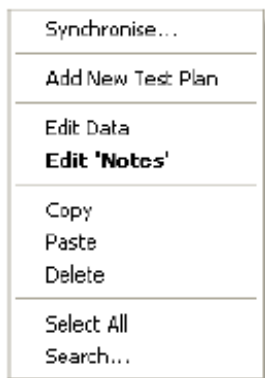 Synchronise...
Add New Test Plan
Edit Data
Edit 'Notes'
Copy
Paste
Delete
Select All
Search...